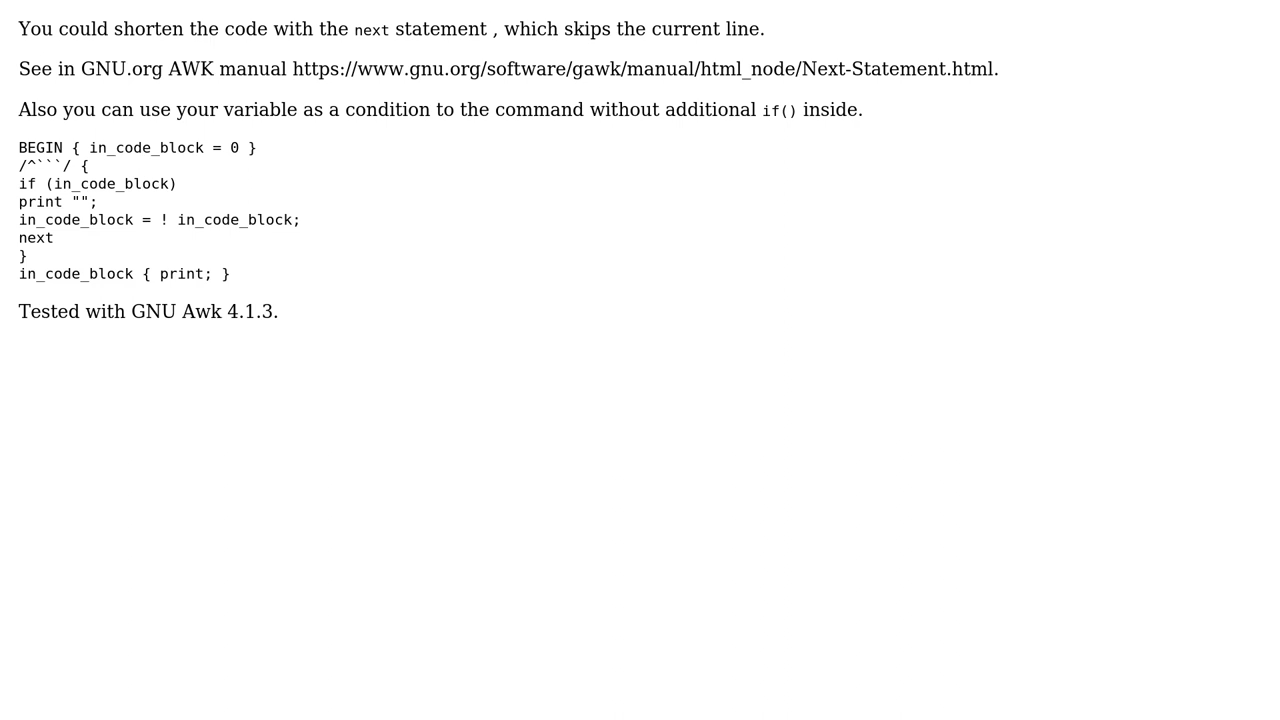 You could shorten the code with the next statement , which skips the current line.
See in GNU.org AWK manual https://www.gnu.org/software/gawk/manual/html_node/Next-Statement.html.
Also you can use your variable as a condition to the command without additional if() inside.
BEGIN { in_code_block = 0 }
/^```/ {
if (in_code_block)
print "";
in_code_block = ! in_code_block;
next
}
in_code_block { print; }
Tested with GNU Awk 4.1.3.